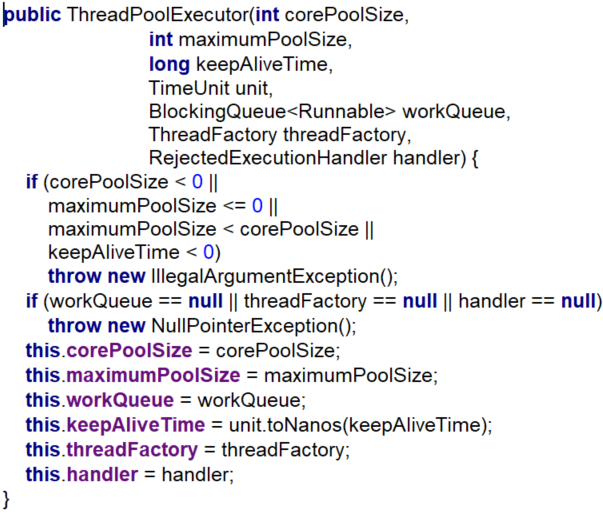 public ThreadPoolExecutor(int corePoolSize,
int maximumPoolSize,
long keepAliveTime,
TimeUnit unit,
BlockingQueue<Runnable> workQueue,
ThreadFactory threadFactory,
RejectedExecutionHandler handler) {
if (corePoolSize < 0 ||
maximumPoolSize <= 0 ||
maximumPoolSize < corePoolSize ||
keepAliveTime < 0)
throw new IllegalArgumentException();
if (workQueue == null || threadFactory == null || handler == null)
throw new NullPointerException();
this.corePoolSize = corePoolSize;
this.maximumPoolSize = maximumPoolSize;
this.workQueue = workQueue;
this.keepAliveTime = unit.toNanos(keepAliveTime);
this.threadFactory = threadFactory;
this.handler = handler;
}